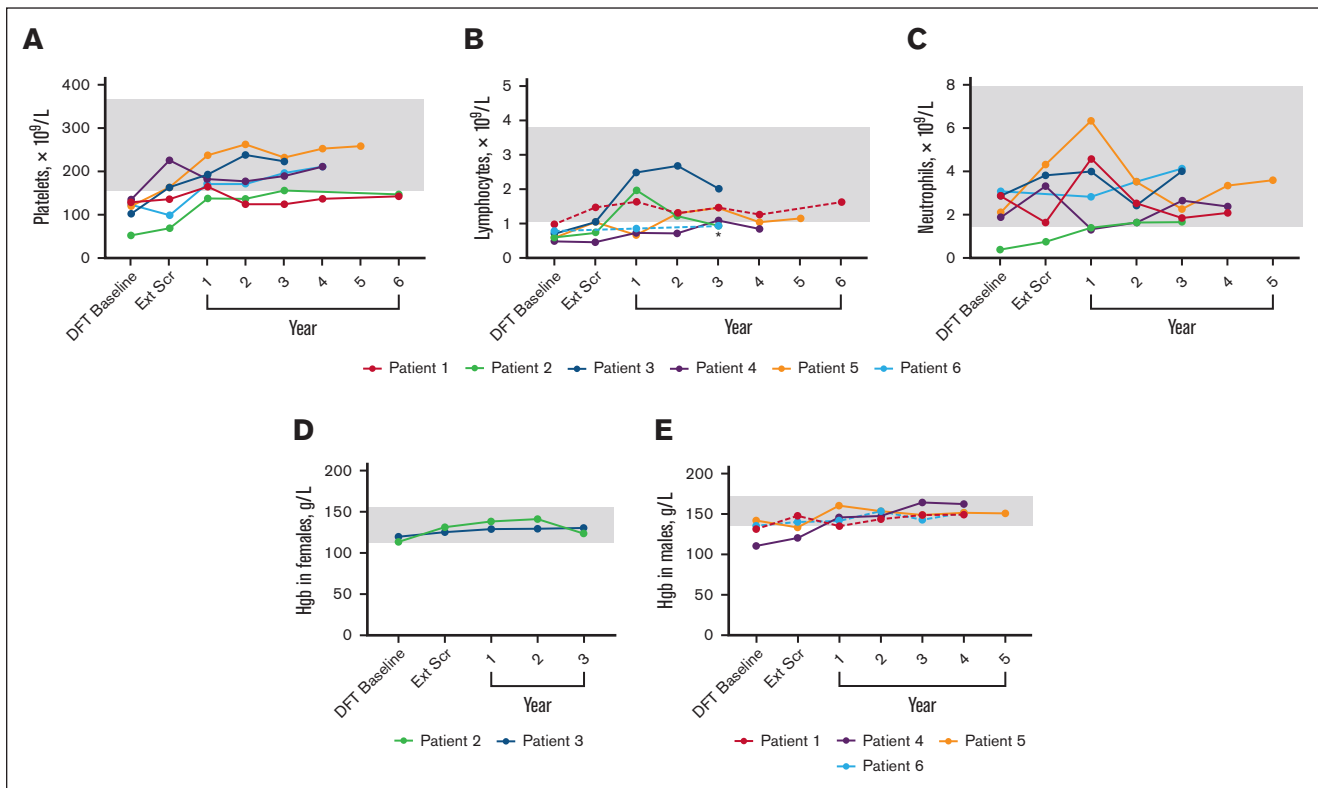 A
B
C
Platelets, × 10⁹/L
400
300
200
100
0
DFT Baseline
Ext Scr
1
2
3
4
5
6
Year
Lymphocytes, × 10⁹/L
5
4
3
2
1
0
*
DFT Baseline
Ext Scr
1
2
3
4
5
6
Year
Neutrophils, × 10⁹/L
8
6
4
2
0
DFT Baseline
Ext Scr
1
2
3
4
5
Year
Patient 1 Patient 2 Patient 3 Patient 4 Patient 5 Patient 6
D
E
Hgb in females, g/L
200
150
100
50
0
DFT Baseline
Ext Scr
1
2
3
Year
Patient 2 Patient 3
Hgb in males, g/L
200
150
100
50
0
DFT Baseline
Ext Scr
1
2
3
4
5
Year
Patient 1 Patient 4 Patient 5
Patient 6